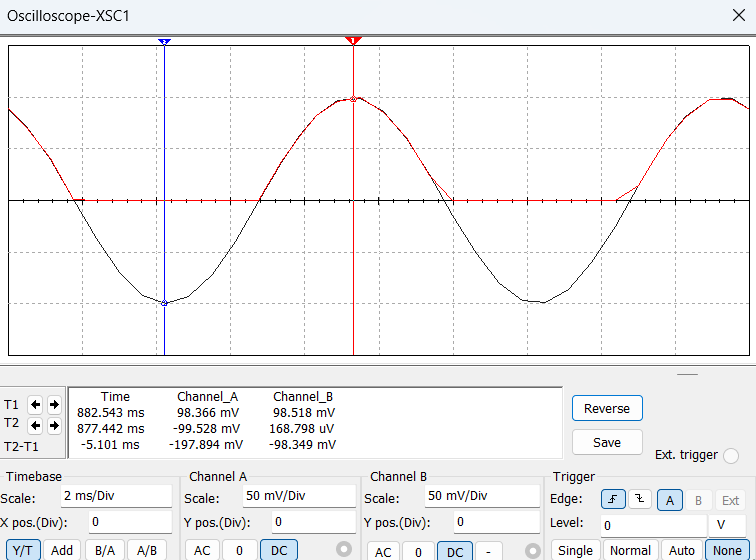 Oscilloscope-XSC1
2 1
T1 Time Channel_A Channel_B
882.543 ms 98.366 mV 98.518 mV
T2 877.442 ms -99.528 mV 168.798 uV
T2-T1 -5.101 ms -197.894 mV -98.349 mV
Reverse
Save
Ext. trigger
Timebase Channel A Channel B Trigger
Scale: 2 ms/Div Scale: 50 mV/Div Scale: 50 mV/Div Edge: A B Ext
X pos.(Div): 0 Y pos.(Div): 0 Y pos.(Div): 0 Level: 0 V
Y/T Add B/A A/B AC 0 DC AC 0 DC - Single Normal Auto None